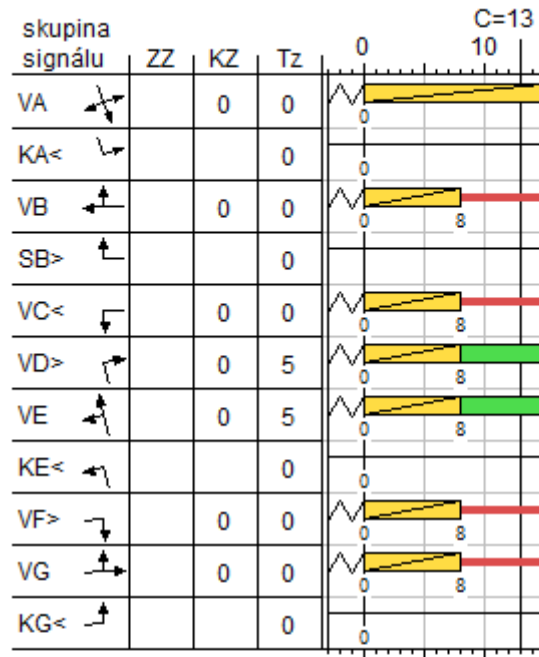 C=13
skupina
signálu ZZ KZ Tz 0 10
VA 0 0 0
KA< 0 0
VB 0 0 0 8
SB> 0
VC< 0 0 0 8
VD> 0 5 0 8
VE 0 5 0 8
KE< 0 0
VF> 0 0 0 8
VG 0 0 0 8
KG< 0 0